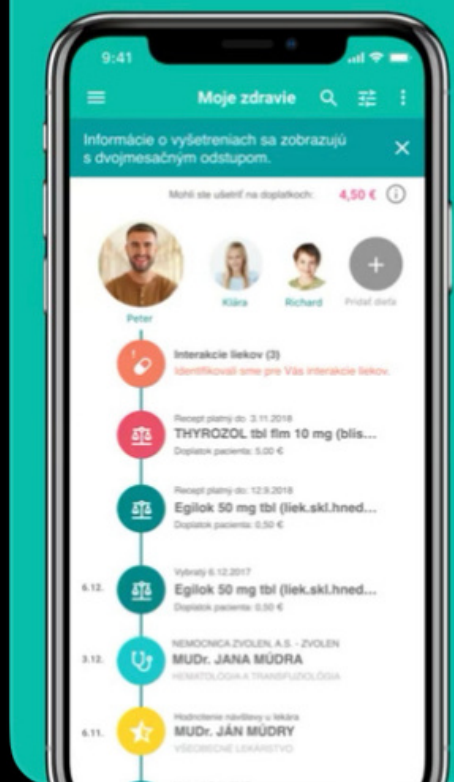 9:41
Moje zdravie
Informácie o vyšetreniach sa zobrazujú
s dvojmesačným odstupom.
Mohli ste ušetriť na doplatkoch: 4,50 €
Peter
Klára
Richard
Pridať dieťa
Interakcie liekov (3)
Identifikovali sme pre Vás interakcie liekov.
Recept platný do: 3.11.2018
THYROZOL tbl flm 10 mg (blis...
Doplatok pacienta: 5,00 €
Recept platný do: 12.9.2018
Egilok 50 mg tbl (liek.skl.hned...
Doplatok pacienta: 0,50 €
6.12.
Vybratý 6.12.2017
Egilok 50 mg tbl (liek.skl.hned...
Doplatok pacienta: 0,50 €
3.12.
NEMOCNICA ZVOLEN, A.S. - ZVOLEN
MUDr. JANA MÚDRA
HEMATOLÓGIA A TRANSFUZIOLÓGIA
6.11.
Hodnotenie návštevy u lekára
MUDr. JÁN MÚDRY
VŠEOBECNÉ LEKÁRSTVO